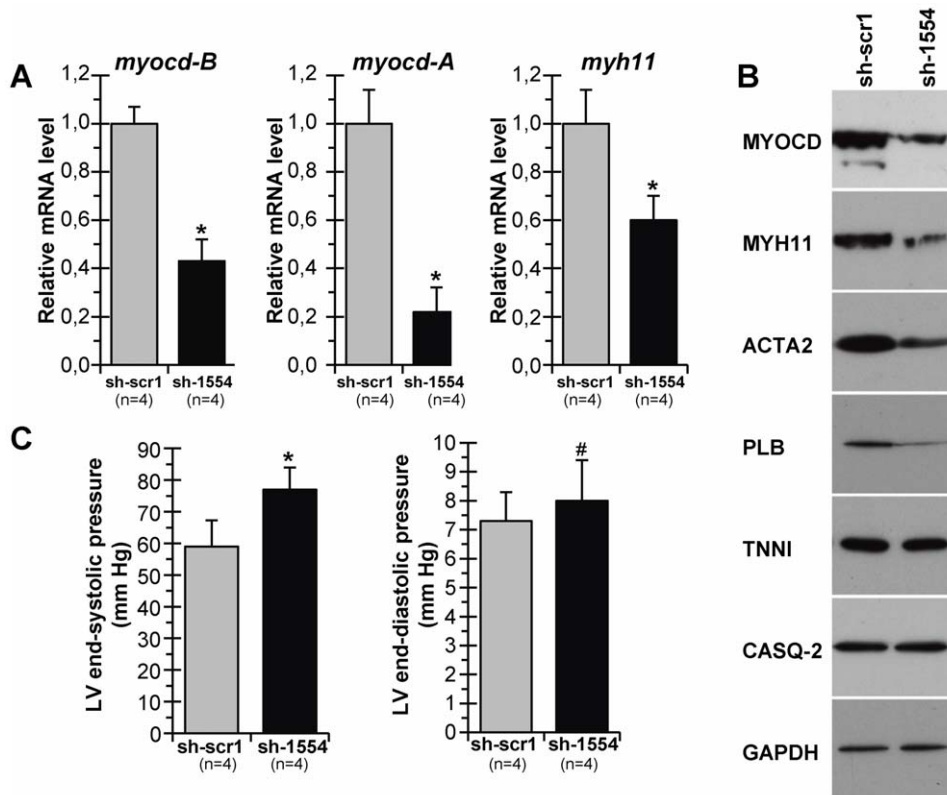 A
myocd-B
Relative mRNA level
1,2
1,0
0,8
0,6
0,4
0,2
0,0
*
sh-scr1 sh-1554
(n=4) (n=4)
myocd-A
Relative mRNA level
1,2
1,0
0,8
0,6
0,4
0,2
0,0
*
sh-scr1 sh-1554
(n=4) (n=4)
myh11
Relative mRNA level
1,2
1,0
0,8
0,6
0,4
0,2
0,0
*
sh-scr1 sh-1554
(n=4) (n=4)
B
sh-scr1
sh-1554
MYOCD
MYH11
ACTA2
PLB
TNNI
CASQ-2
GAPDH
C
LV end-systolic pressure
(mm Hg)
90
80
70
60
50
40
30
20
10
0
*
sh-scr1 sh-1554
(n=4) (n=4)
LV end-diastolic pressure
(mm Hg)
10
9
8
7
6
5
4
3
2
1
0
#
sh-scr1 sh-1554
(n=4) (n=4)